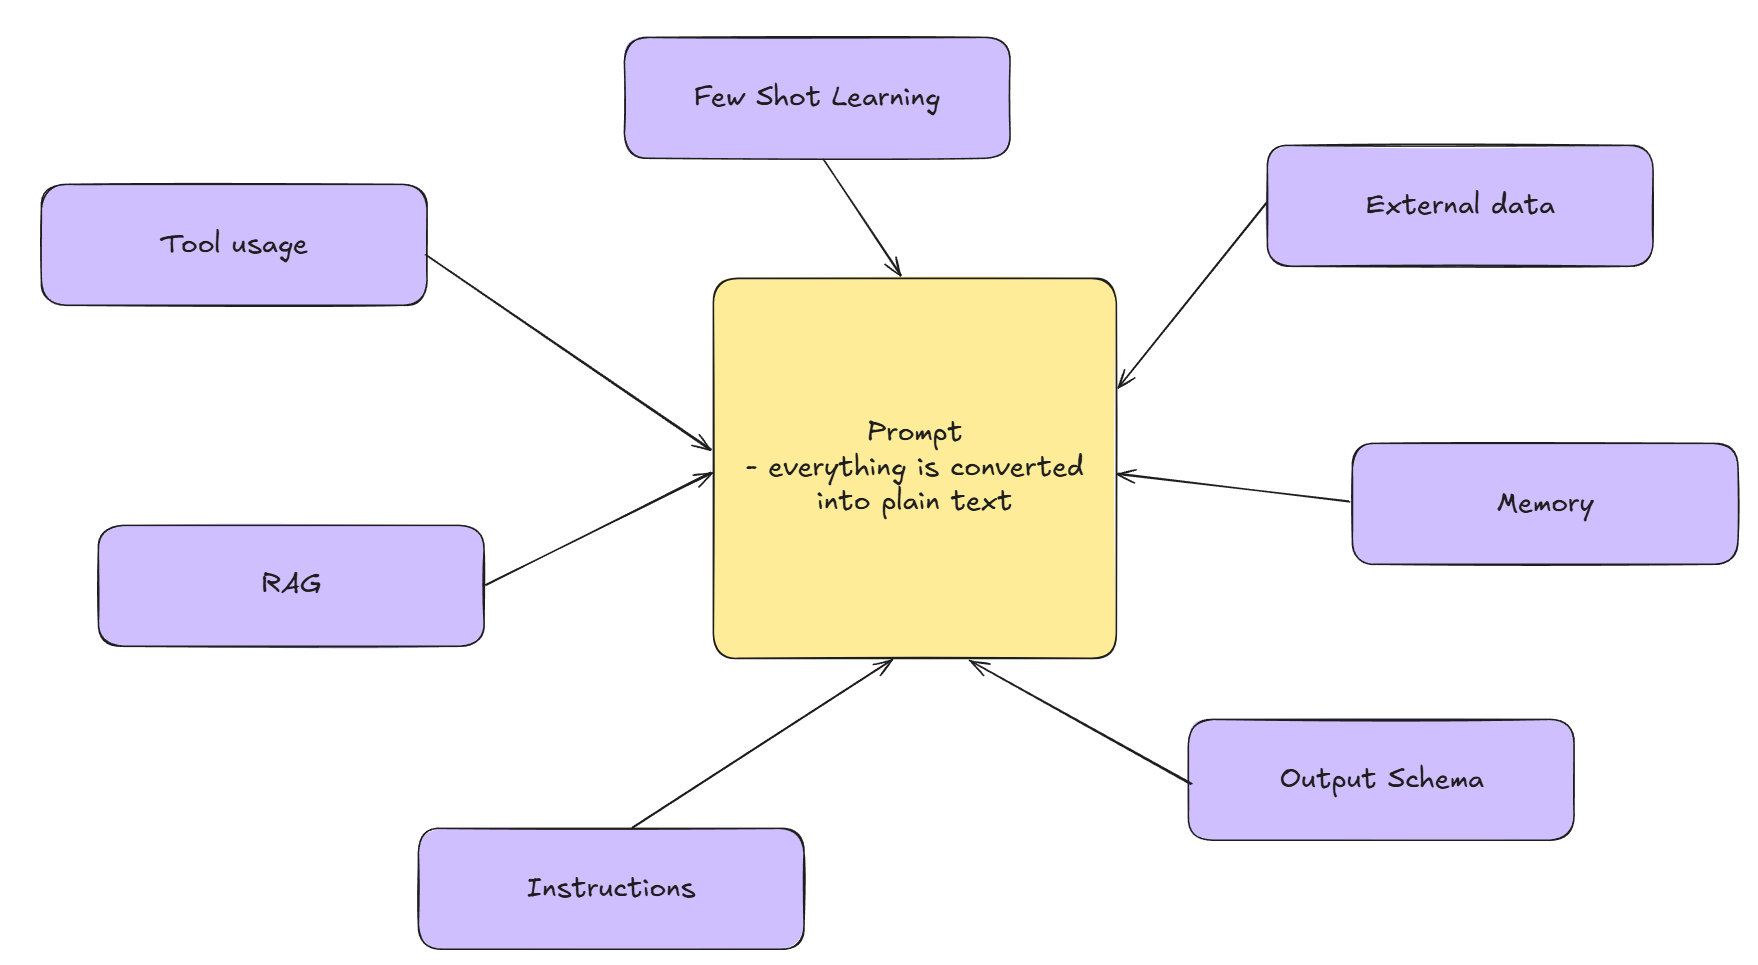 Few Shot Learning
External data
Tool usage
Prompt
- everything is converted
into plain text
Memory
RAG
Output Schema
Instructions